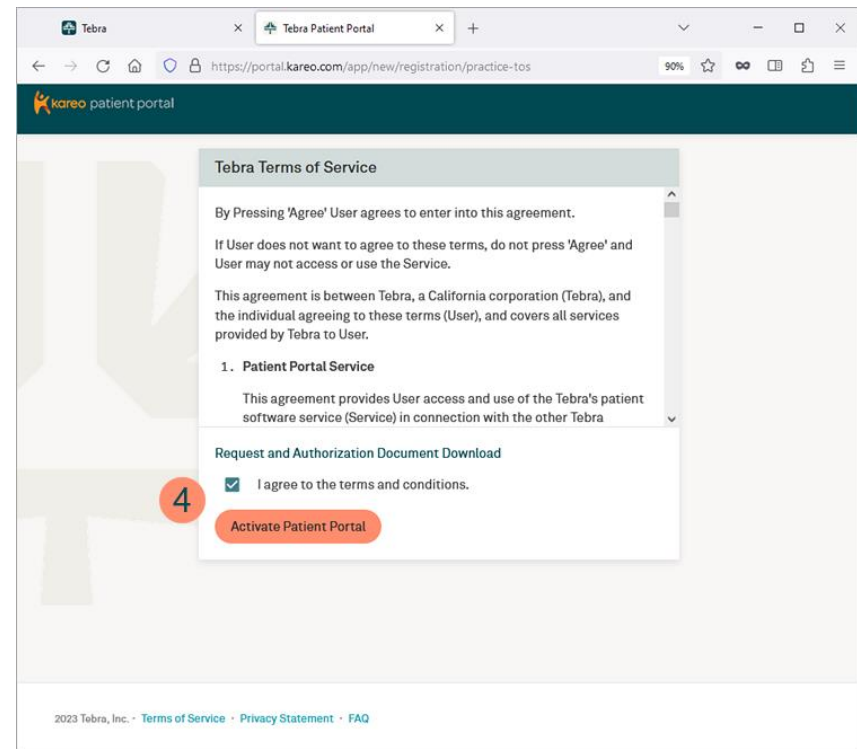 Tebra
Tebra Patient Portal
https://portal.kareo.com/app/new/registration/practice-tos
90%
kareo patient portal
Tebra Terms of Service
By Pressing 'Agree' User agrees to enter into this agreement.
If User does not want to agree to these terms, do not press 'Agree' and
User may not access or use the Service.
This agreement is between Tebra, a California corporation (Tebra), and
the individual agreeing to these terms (User), and covers all services
provided by Tebra to User.
1. Patient Portal Service
This agreement provides User access and use of the Tebra's patient
software service (Service) in connection with the other Tebra
Request and Authorization Document Download
I agree to the terms and conditions.
4
Activate Patient Portal
2023 Tebra, Inc. · Terms of Service · Privacy Statement · FAQ